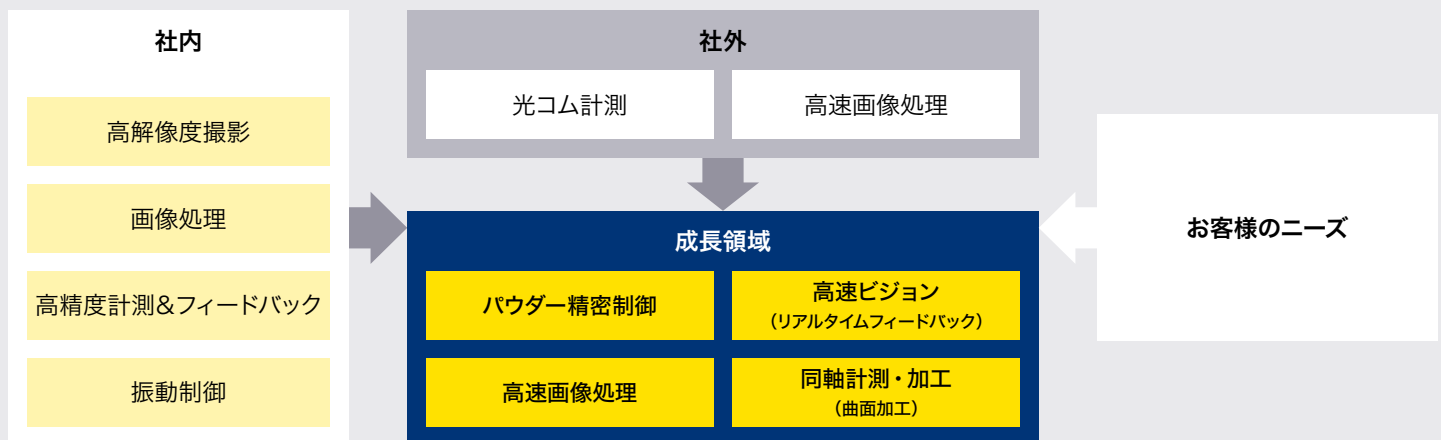 社内
高解像度撮影
画像処理
高精度計測&フィードバック
振動制御
社外
光コム計測
高速画像処理
成長領域
パウダー精密制御
高速ビジョン
（リアルタイムフィードバック）
高速画像処理
同軸計測・加工
（曲面加工）
お客様のニーズ